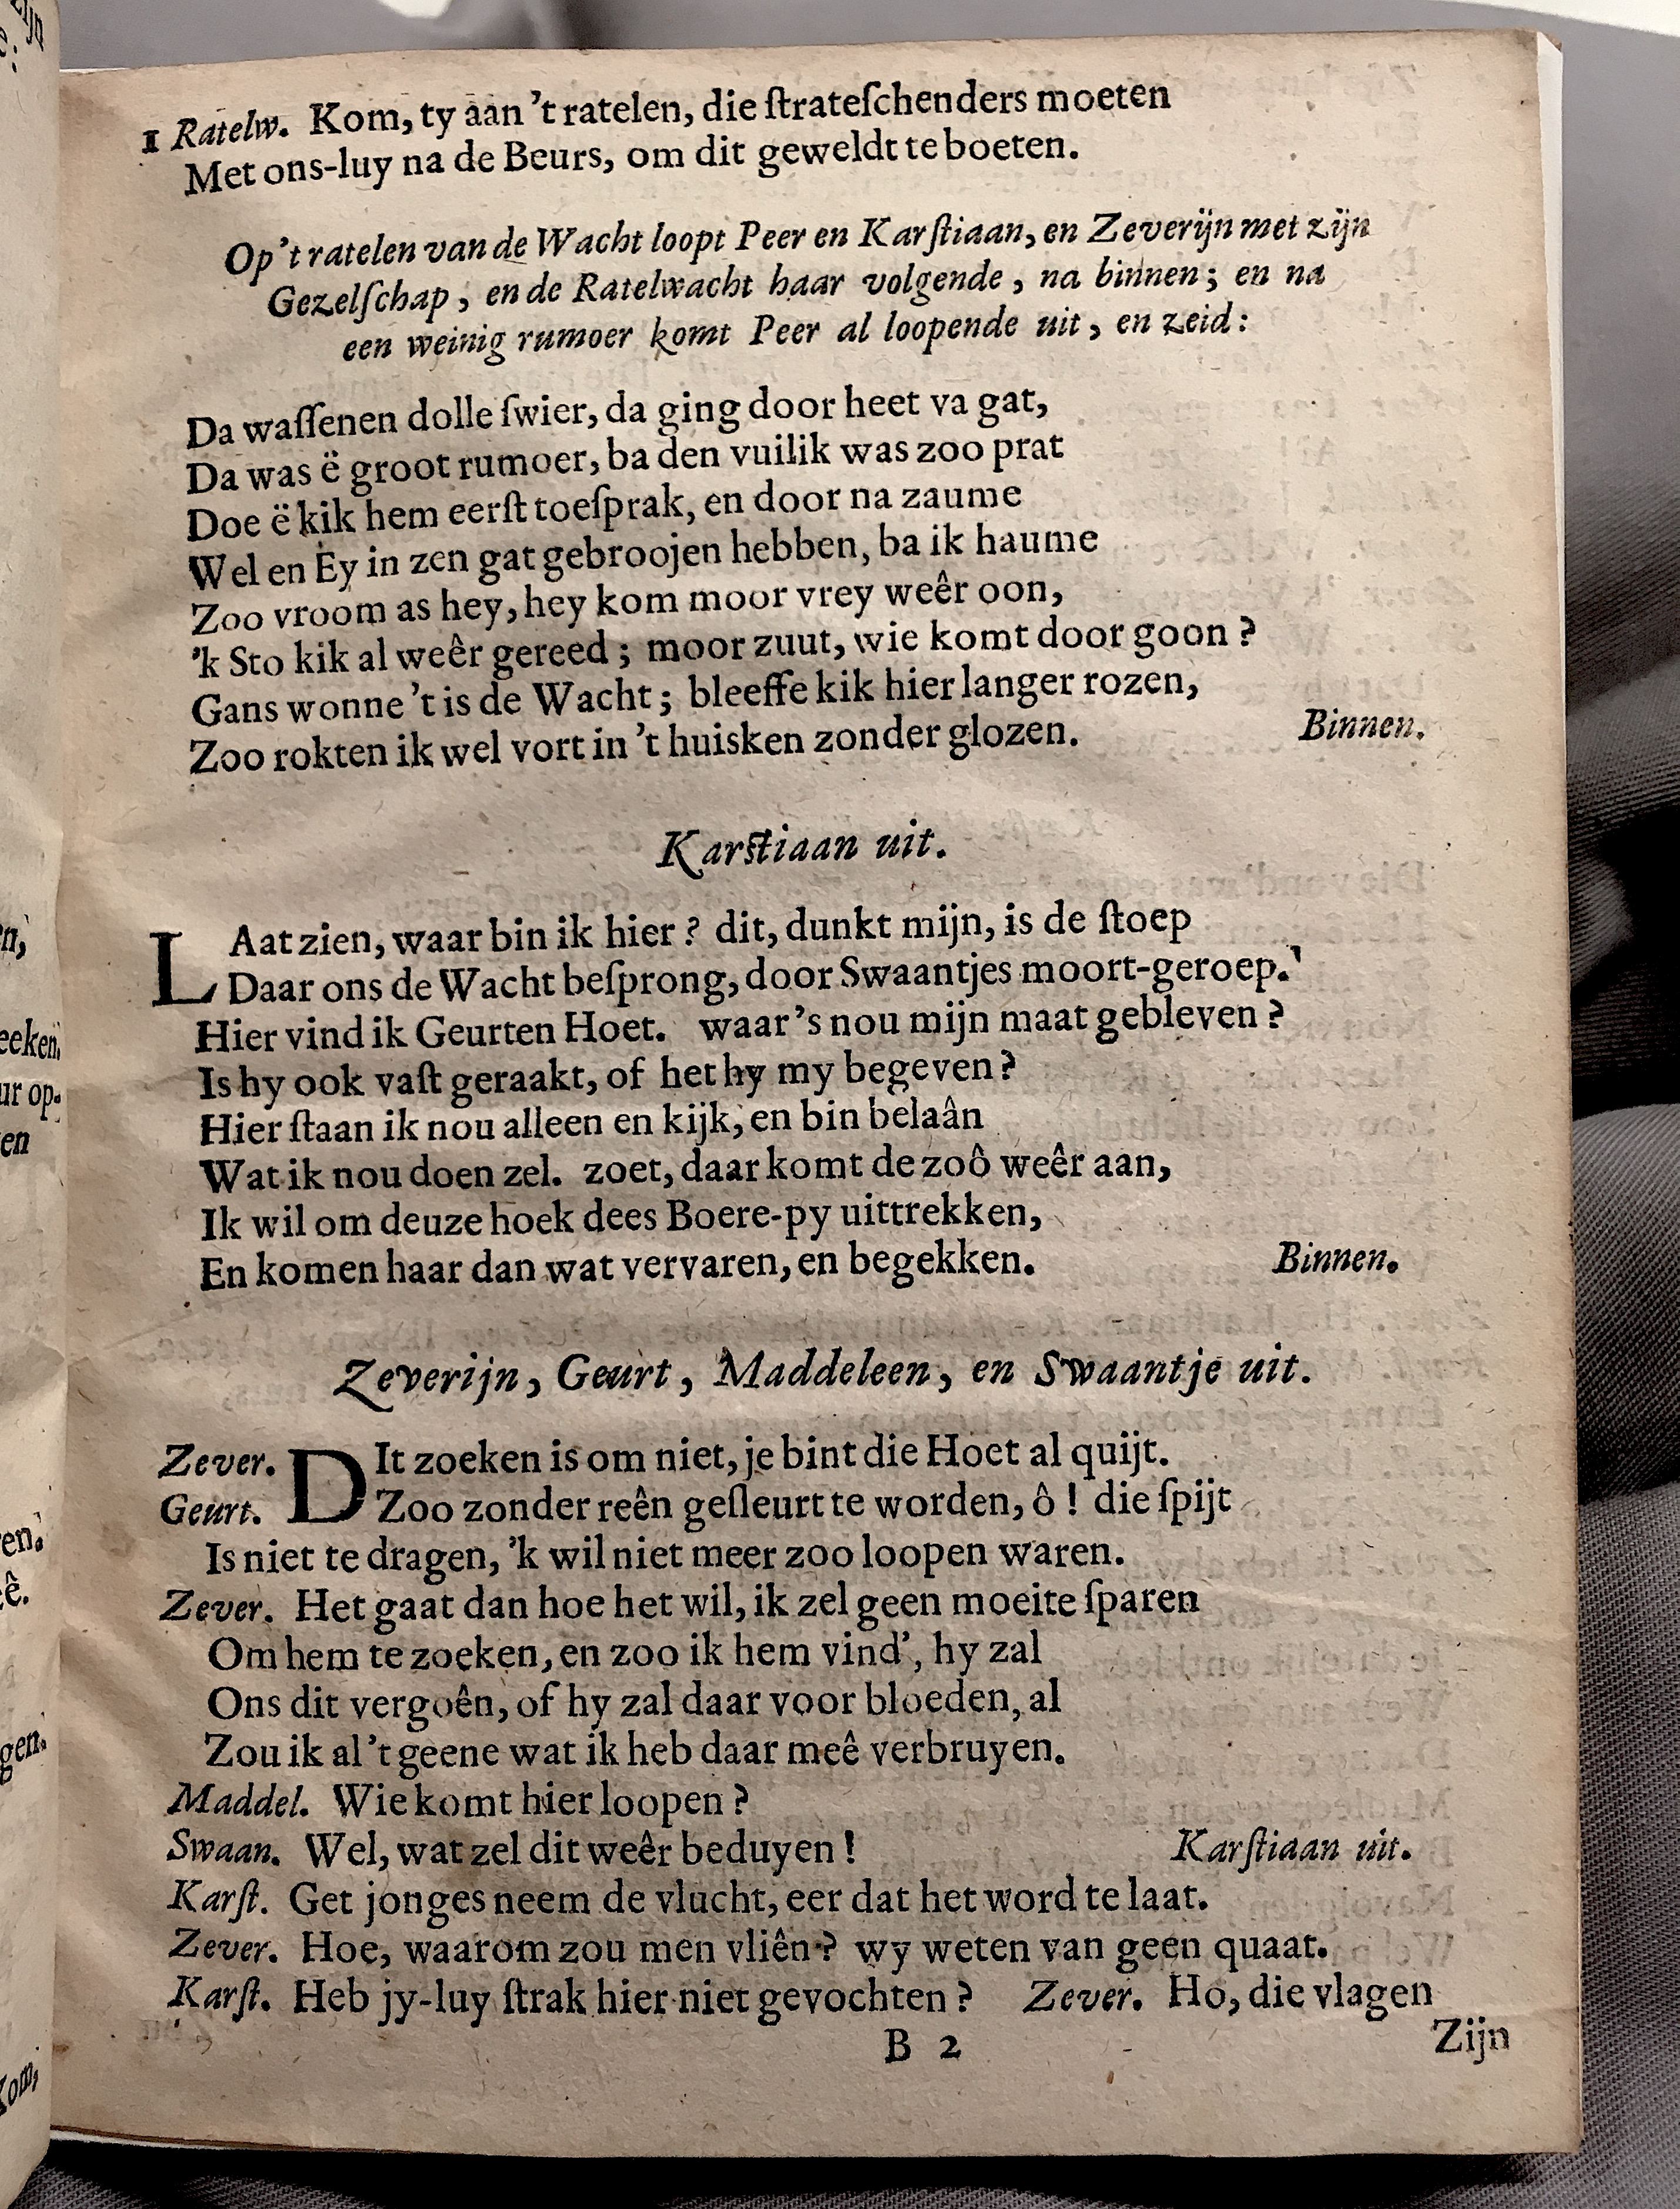 1 Ratelw. Kom, ty aan 't ratelen, die ſtrateſchenders moeten
Met ons-luy na de Beurs, om dit geweldt te boeten.
Op 't ratelen van de Wacht loopt Peer en Karſtiaan, en Zeverijn met zijn
Gezelſchap, en de Ratelwacht haar volgende, na binnen; en na
een weinig rumoer komt Peer al loopende uit, en zeid:
Da waſſenen dolle ſwier, da ging door heet va gat,
Da was ë groot rumoer, ba den vuilik was zoo prat
Doe ë kik hem eerſt toeſprak, en door na zaume
Wel en Ey in zen gat gebroojen hebben, ba ik haume
Zoo vroom as hey, hey kom moor vrey weêr oon,
'k Sto kik al weêr gereed; moor zuut, wie komt door goon?
Gans wonne 't is de Wacht; bleeffe kik hier langer rozen,
Zoo rokten ik wel vort in 't huisken zonder glozen. Binnen.
Karſtiaan uit.
LAat zien, waar bin ik hier? dit, dunkt mijn, is de ſtoep
Daar ons de Wacht beſprong, door Swaantjes moort-geroep.
Hier vind ik Geurten Hoet. waar 's nou mijn maat gebleven?
Is hy ook vaſt geraakt, of het hy my begeven?
Hier ſtaan ik nou alleen en kijk, en bin belaân
Wat ik nou doen zel. zoet, daar komt de zoô weêr aan,
Ik wil om deuze hoek dees Boere-py uittrekken,
En komen haar dan wat vervaren, en begekken. Binnen.
Zeverijn, Geurt, Maddeleen, en Swaantje uit.
Zever. DIt zoeken is om niet, je bint die Hoet al quijt.
Geurt. Zoo zonder reên geſleurt te worden, ô! die ſpijt
Is niet te dragen, 'k wil niet meer zoo loopen waren.
Zever. Het gaat dan hoe het wil, ik zel geen moeite ſparen
Om hem te zoeken, en zoo ik hem vind', hy zal
Ons dit vergoên, of hy zal daar voor bloeden, al
Zou ik al 't geene wat ik heb daar meê verbruyen.
Maddel. Wie komt hier loopen?
Swaan. Wel, wat zel dit weêr beduyen! Karſtiaan uit.
Karſt. Get jonges neem de vlucht, eer dat het word te laat.
Zever. Hoe, waarom zou men vliên? wy weten van geen quaat.
Karſt. Heb jy-luy ſtrak hier niet gevochten? Zever. Ho, die vlagen
B 2 Zijn